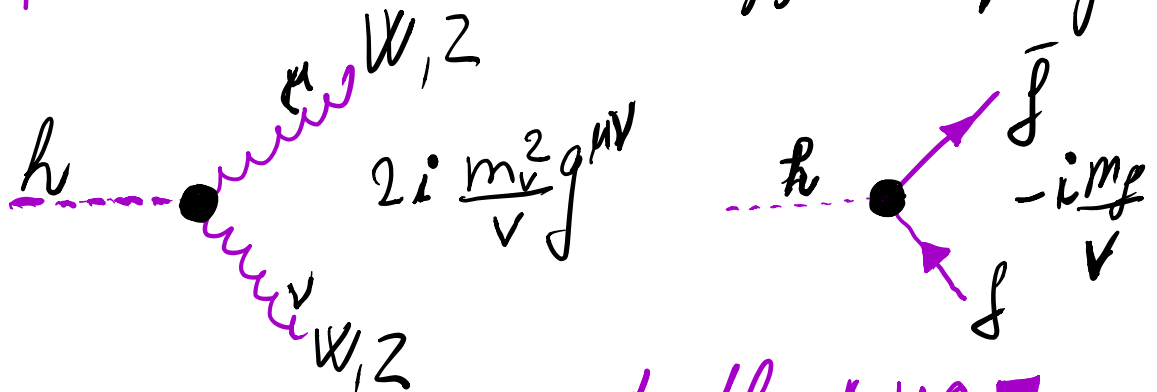 W, Z
μ
f̄
h
2i m_v^2/v g^{μν}
h
-i m_f/v
ν
f
W, Z